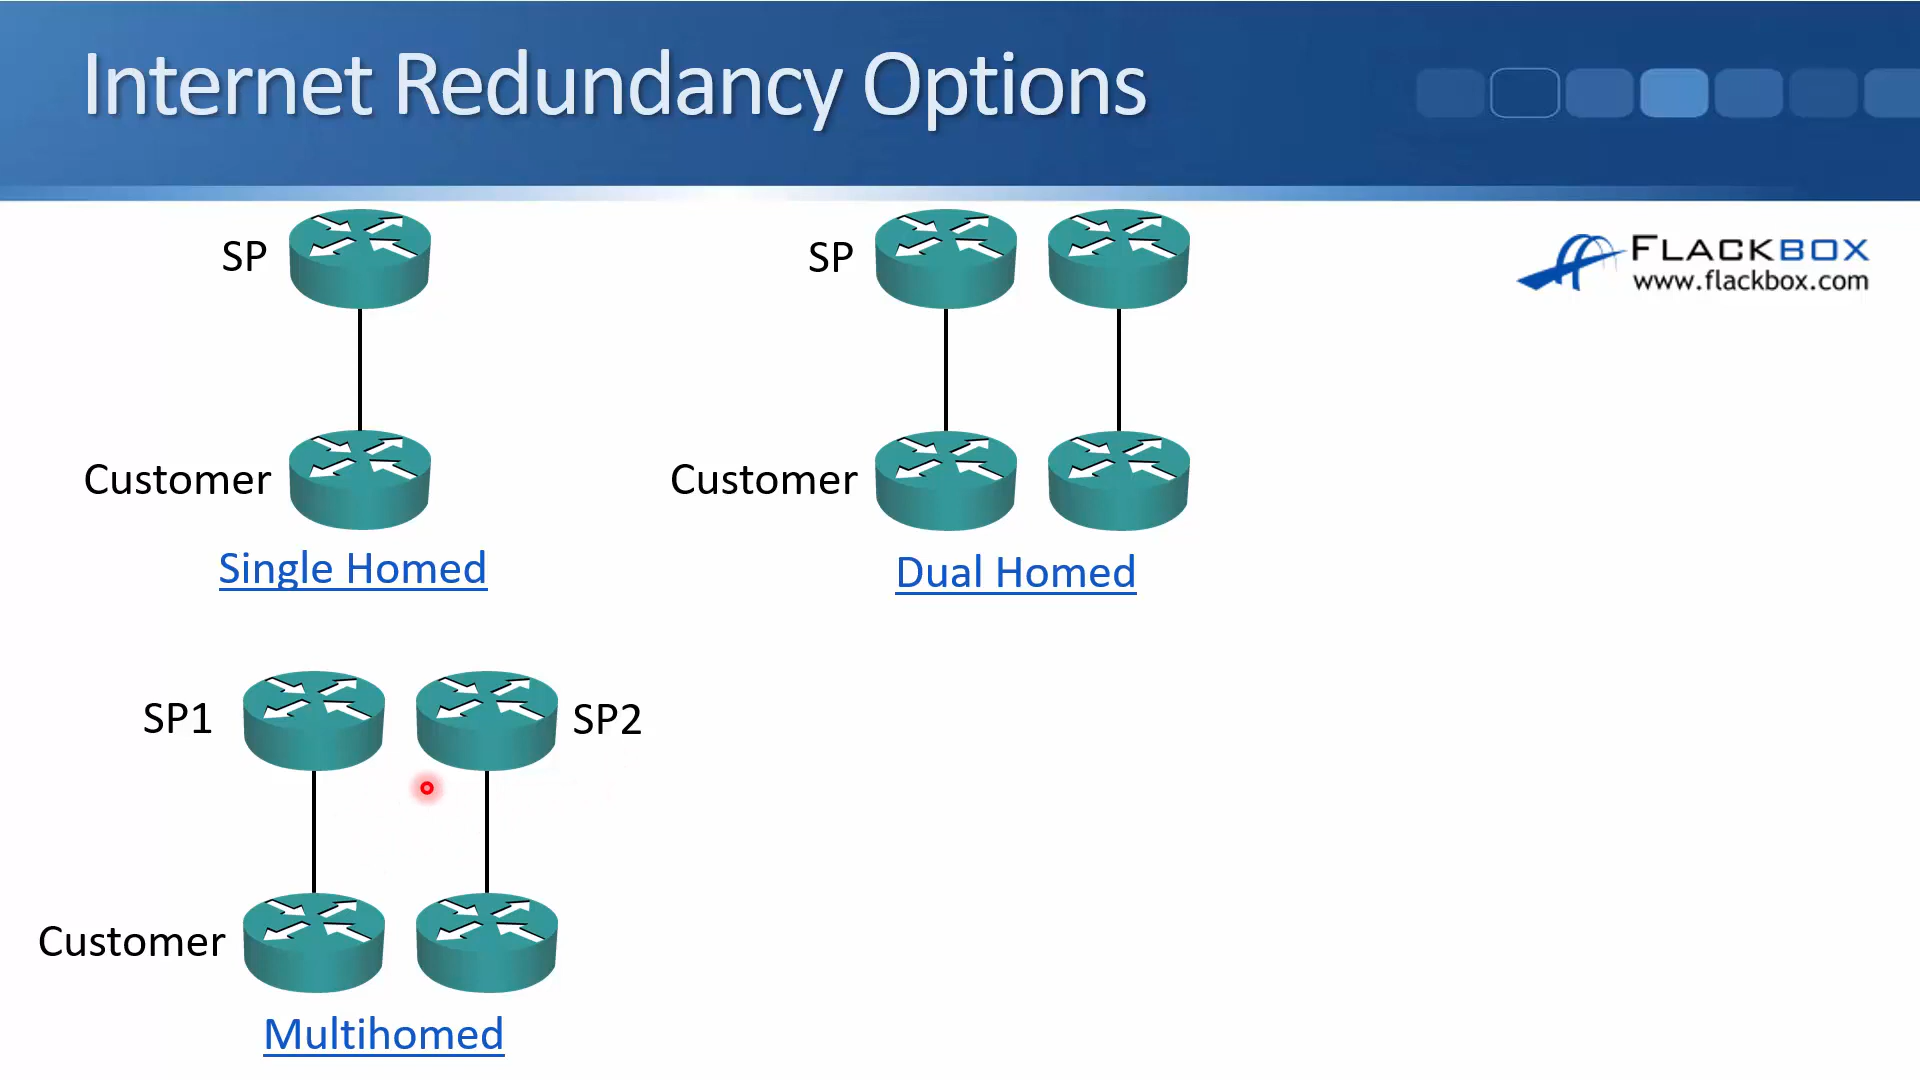 Internet Redundancy Options
FLACKBOX
www.flackbox.com
SP
Customer
Single Homed
SP
Customer
Dual Homed
SP1
SP2
Customer
Multihomed